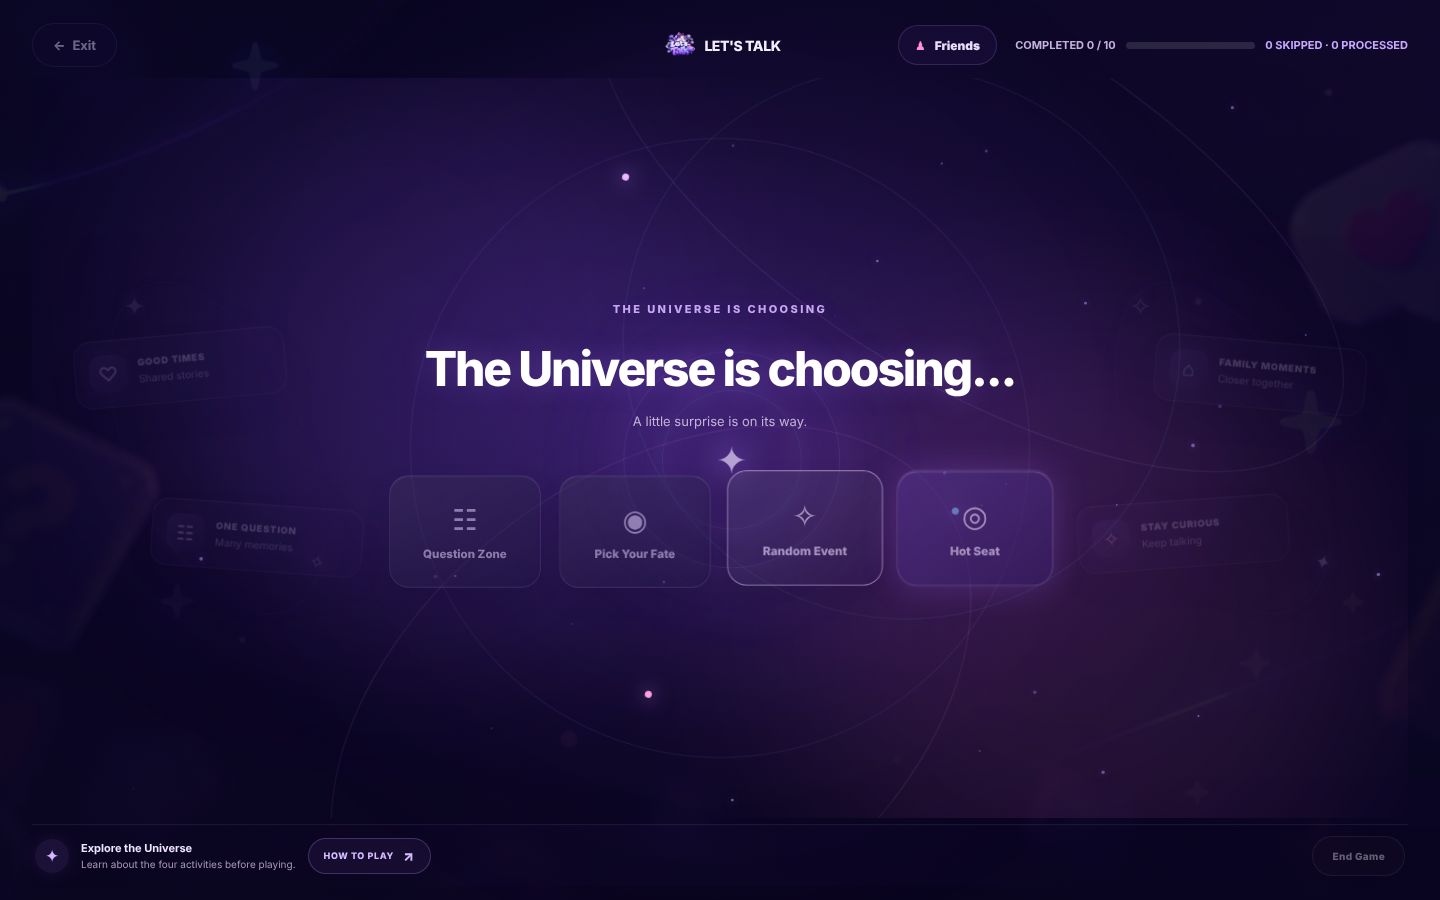 ← Exit
LET'S TALK
Friends
COMPLETED 0 / 10
0 SKIPPED · 0 PROCESSED
THE UNIVERSE IS CHOOSING
The Universe is choosing...
A little surprise is on its way.
GOOD TIMES
Shared stories
FAMILY MOMENTS
Closer together
ONE QUESTION
Many memories
STAY CURIOUS
Keep talking
Question Zone
Pick Your Fate
Random Event
Hot Seat
Explore the Universe
Learn about the four activities before playing.
HOW TO PLAY
End Game